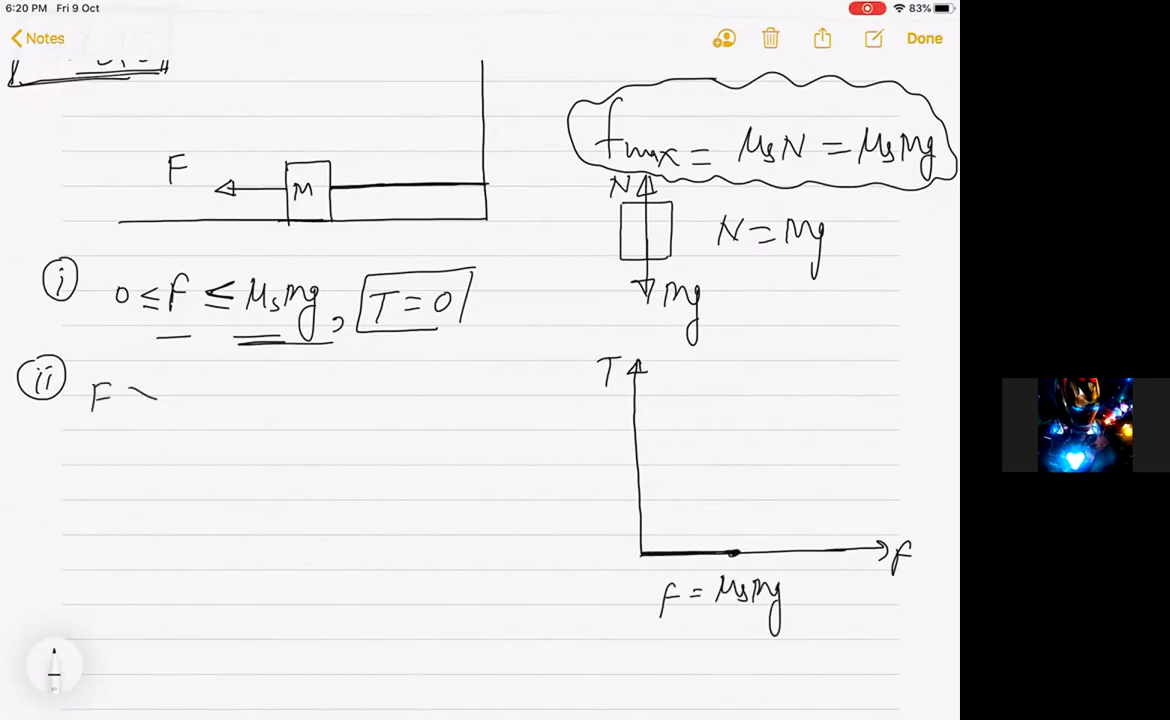 6:20 PM Fri 9 Oct
83%
Notes
Done
fmax = μsN = μsmg
F
M
N
N = mg
mg
i
0 ≤ F ≤ μsmg, T = 0
ii
F >
T
F
F = μsmg